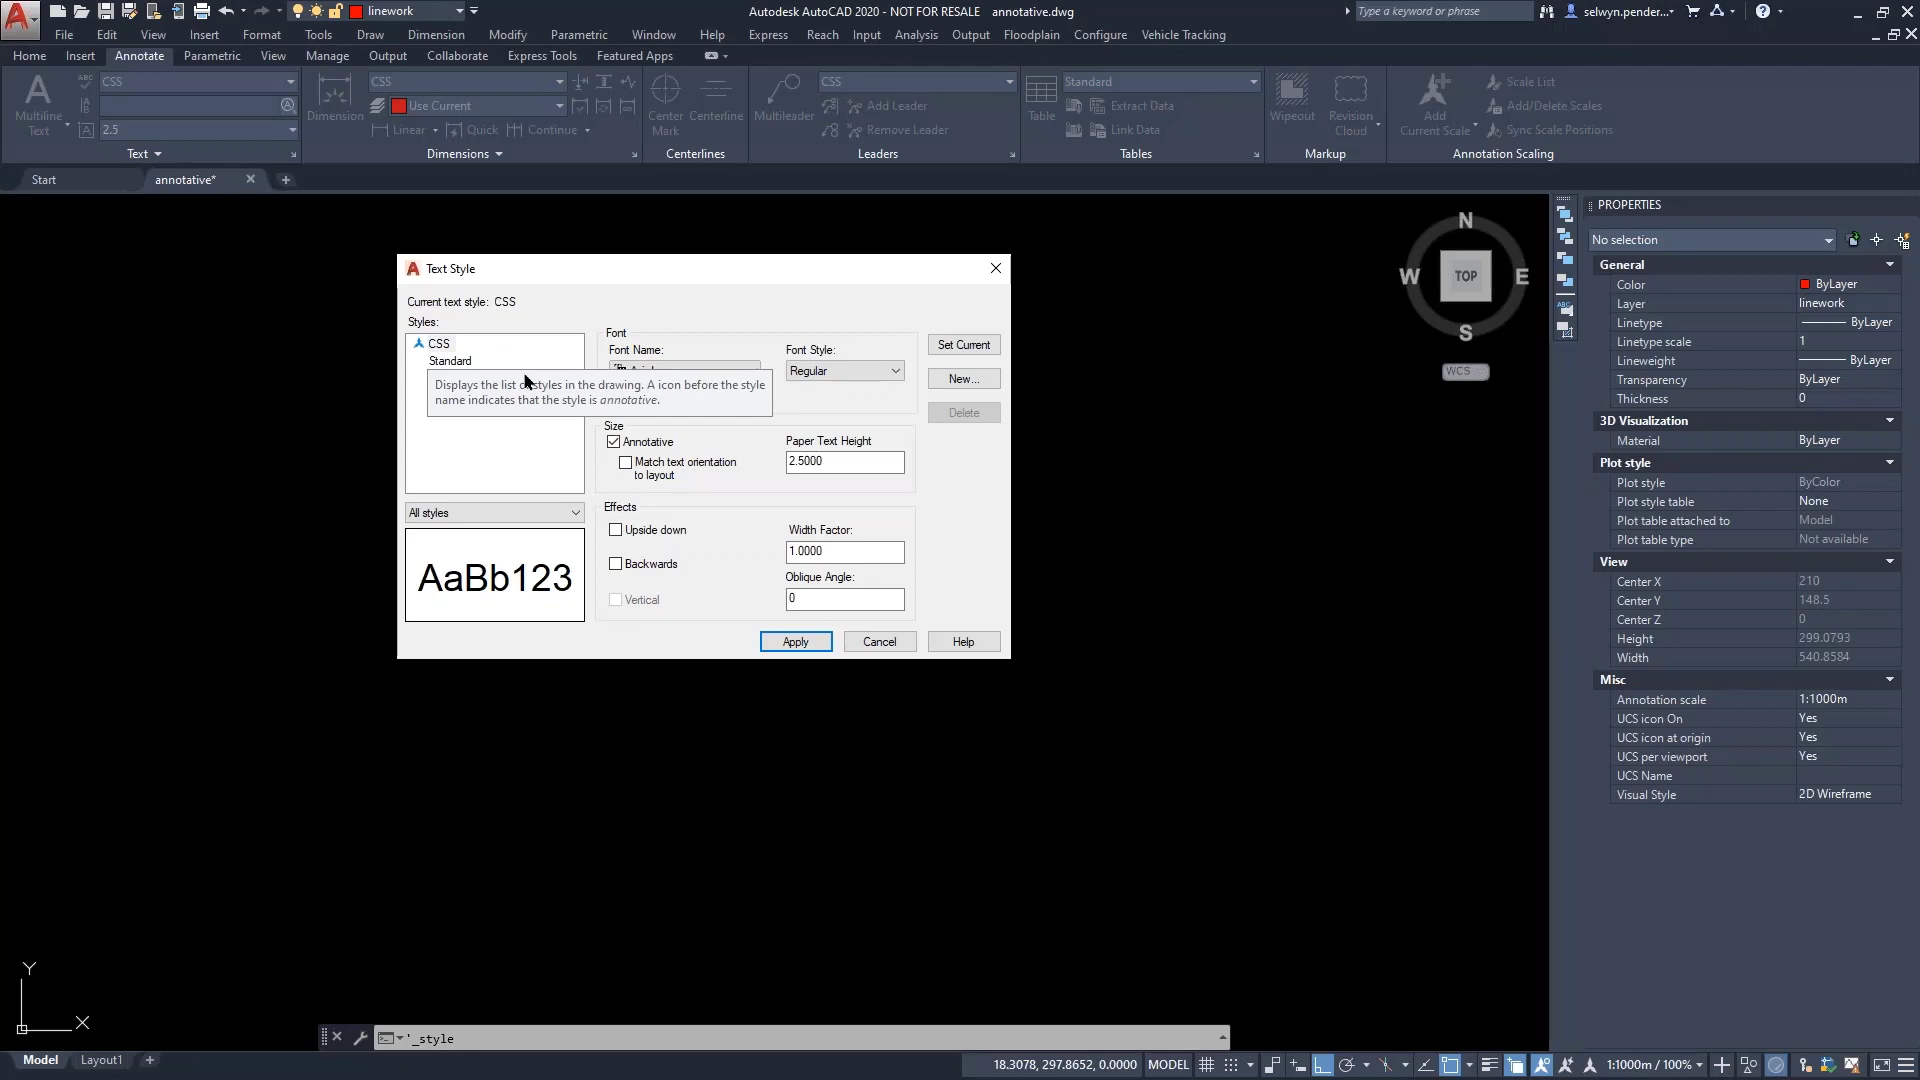 linework
Autodesk AutoCAD 2020 - NOT FOR RESALE annotative.dwg
Type a keyword or phrase
selwyn.pender...
File Edit View Insert Format Tools Draw Dimension Modify Parametric Window Help Express Reach Input Analysis Output Floodplain Configure Vehicle Tracking
Home Insert Annotate Parametric View Manage Output Collaborate Express Tools Featured Apps
Multiline
Text
ABC
CSS
2.5
Text
Dimension
CSS
Use Current
Linear Quick Continue
Dimensions
Center
Mark
Centerline
Centerlines
Multileader
CSS
Add Leader
Remove Leader
Leaders
Table
Standard
Extract Data
Link Data
Tables
Wipeout
Revision
Cloud
Markup
Add
Current Scale
Scale List
Add/Delete Scales
Sync Scale Positions
Annotation Scaling
Start annotative*
N
W TOP E
S
WCS
Text Style
Current text style: CSS
Styles:
CSS
Standard
Displays the list of styles in the drawing. A icon before the style
name indicates that the style is annotative.
All styles
AaBb123
Font
Font Name:
Font Style:
Regular
Size
Annotative
Match text orientation
to layout
Paper Text Height
2.5000
Effects
Upside down
Backwards
Vertical
Width Factor:
1.0000
Oblique Angle:
0
Set Current
New...
Delete
Apply Cancel Help
PROPERTIES
No selection
General
Color ByLayer
Layer linework
Linetype ByLayer
Linetype scale 1
Lineweight ByLayer
Transparency ByLayer
Thickness 0
3D Visualization
Material ByLayer
Plot style
Plot style ByColor
Plot style table None
Plot table attached to Model
Plot table type Not available
View
Center X 210
Center Y 148.5
Center Z 0
Height 299.0793
Width 540.8584
Misc
Annotation scale 1:1000m
UCS icon On Yes
UCS icon at origin Yes
UCS per viewport Yes
UCS Name
Visual Style 2D Wireframe
Y
X
'_style
Model Layout1
18.3078, 297.8652, 0.0000 MODEL
1:1000m / 100%